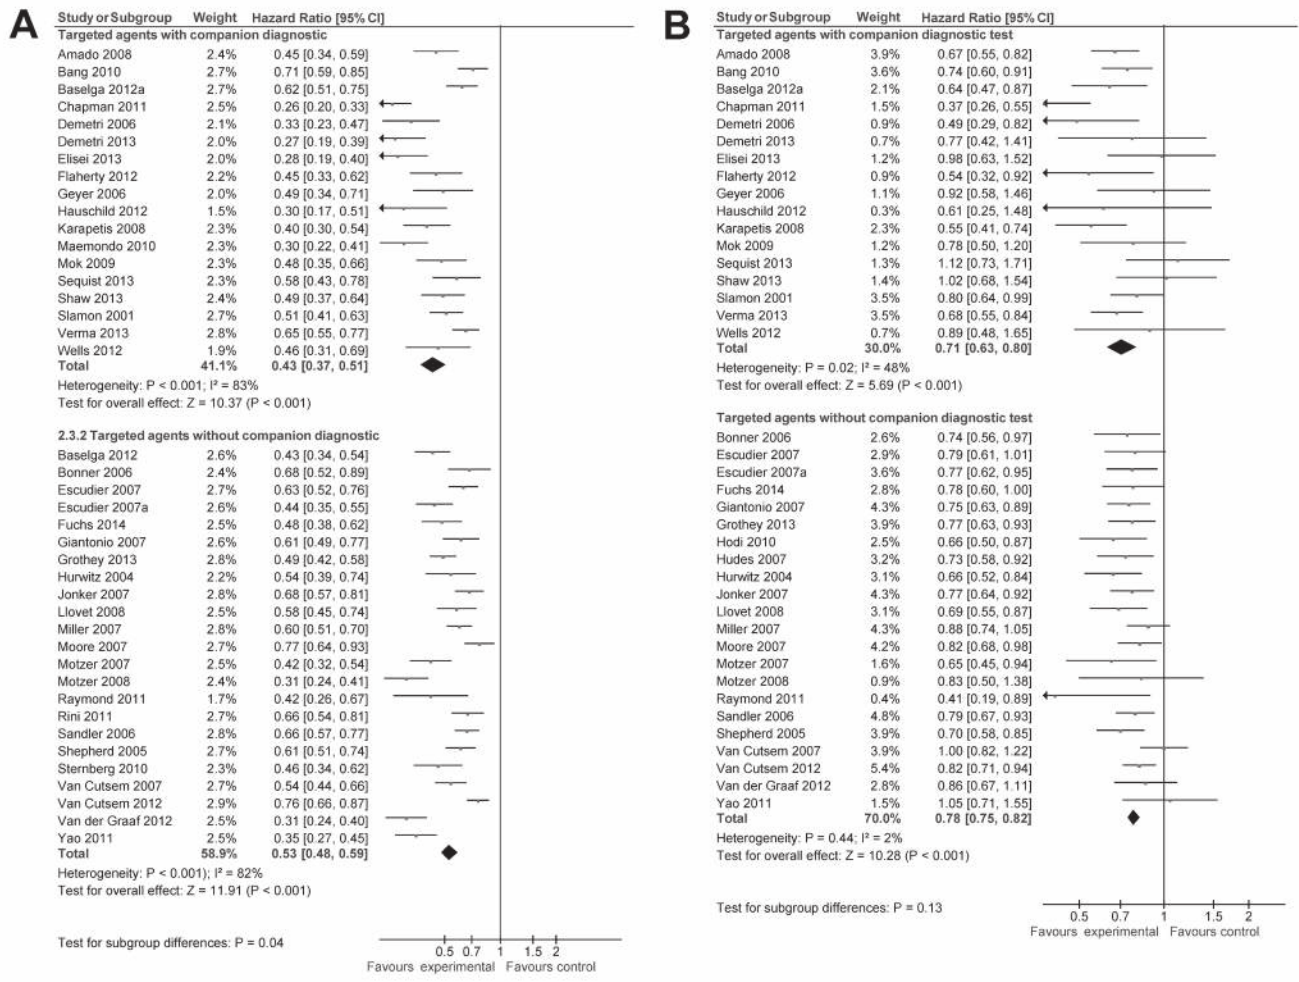 A
Study or Subgroup Weight Hazard Ratio [95% CI]
Targeted agents with companion diagnostic
Amado 2008 2.4% 0.45 [0.34, 0.59]
Bang 2010 2.7% 0.71 [0.59, 0.85]
Baselga 2012a 2.7% 0.62 [0.51, 0.75]
Chapman 2011 2.5% 0.26 [0.20, 0.33]
Demetri 2006 2.1% 0.33 [0.23, 0.47]
Demetri 2013 2.0% 0.27 [0.19, 0.39]
Elisei 2013 2.0% 0.28 [0.19, 0.40]
Flaherty 2012 2.2% 0.45 [0.33, 0.62]
Geyer 2006 2.0% 0.49 [0.34, 0.71]
Hauschild 2012 1.5% 0.30 [0.17, 0.51]
Karapetis 2008 2.3% 0.40 [0.30, 0.54]
Maemondo 2010 2.3% 0.30 [0.22, 0.41]
Mok 2009 2.3% 0.48 [0.35, 0.66]
Sequist 2013 2.3% 0.58 [0.43, 0.78]
Shaw 2013 2.4% 0.49 [0.37, 0.64]
Slamon 2001 2.7% 0.51 [0.41, 0.63]
Verma 2013 2.8% 0.65 [0.55, 0.77]
Wells 2012 1.9% 0.46 [0.31, 0.69]
Total 41.1% 0.43 [0.37, 0.51]
Heterogeneity: P < 0.001; I² = 83%
Test for overall effect: Z = 10.37 (P < 0.001)
2.3.2 Targeted agents without companion diagnostic
Baselga 2012 2.6% 0.43 [0.34, 0.54]
Bonner 2006 2.4% 0.68 [0.52, 0.89]
Escudier 2007 2.7% 0.63 [0.52, 0.76]
Escudier 2007a 2.6% 0.44 [0.35, 0.55]
Fuchs 2014 2.5% 0.48 [0.38, 0.62]
Giantonio 2007 2.6% 0.61 [0.49, 0.77]
Grothey 2013 2.8% 0.49 [0.42, 0.58]
Hurwitz 2004 2.2% 0.54 [0.39, 0.74]
Jonker 2007 2.8% 0.68 [0.57, 0.81]
Llovet 2008 2.5% 0.58 [0.45, 0.74]
Miller 2007 2.8% 0.60 [0.51, 0.70]
Moore 2007 2.7% 0.77 [0.64, 0.93]
Motzer 2007 2.5% 0.42 [0.32, 0.54]
Motzer 2008 2.4% 0.31 [0.24, 0.41]
Raymond 2011 1.7% 0.42 [0.26, 0.67]
Rini 2011 2.7% 0.66 [0.54, 0.81]
Sandler 2006 2.8% 0.66 [0.57, 0.77]
Shepherd 2005 2.7% 0.61 [0.51, 0.74]
Sternberg 2010 2.3% 0.46 [0.34, 0.62]
Van Cutsem 2007 2.7% 0.54 [0.44, 0.66]
Van Cutsem 2012 2.9% 0.76 [0.66, 0.87]
Van der Graaf 2012 2.5% 0.31 [0.24, 0.40]
Yao 2011 2.5% 0.35 [0.27, 0.45]
Total 58.9% 0.53 [0.48, 0.59]
Heterogeneity: P < 0.001); I² = 82%
Test for overall effect: Z = 11.91 (P < 0.001)
Test for subgroup differences: P = 0.04
0.5 0.7 1 1.5 2
Favours experimental Favours control
B
Study or Subgroup Weight Hazard Ratio [95% CI]
Targeted agents with companion diagnostic test
Amado 2008 3.9% 0.67 [0.55, 0.82]
Bang 2010 3.6% 0.74 [0.60, 0.91]
Baselga 2012a 2.1% 0.64 [0.47, 0.87]
Chapman 2011 1.5% 0.37 [0.26, 0.55]
Demetri 2006 0.9% 0.49 [0.29, 0.82]
Demetri 2013 0.7% 0.77 [0.42, 1.41]
Elisei 2013 1.2% 0.98 [0.63, 1.52]
Flaherty 2012 0.9% 0.54 [0.32, 0.92]
Geyer 2006 1.1% 0.92 [0.58, 1.46]
Hauschild 2012 0.3% 0.61 [0.25, 1.48]
Karapetis 2008 2.3% 0.55 [0.41, 0.74]
Mok 2009 1.2% 0.78 [0.50, 1.20]
Sequist 2013 1.3% 1.12 [0.73, 1.71]
Shaw 2013 1.4% 1.02 [0.68, 1.54]
Slamon 2001 3.5% 0.80 [0.64, 0.99]
Verma 2013 3.5% 0.68 [0.55, 0.84]
Wells 2012 0.7% 0.89 [0.48, 1.65]
Total 30.0% 0.71 [0.63, 0.80]
Heterogeneity: P = 0.02; I² = 48%
Test for overall effect: Z = 5.69 (P < 0.001)
Targeted agents without companion diagnostic test
Bonner 2006 2.6% 0.74 [0.56, 0.97]
Escudier 2007 2.9% 0.79 [0.61, 1.01]
Escudier 2007a 3.6% 0.77 [0.62, 0.95]
Fuchs 2014 2.8% 0.78 [0.60, 1.00]
Giantonio 2007 4.3% 0.75 [0.63, 0.89]
Grothey 2013 3.9% 0.77 [0.63, 0.93]
Hodi 2010 2.5% 0.66 [0.50, 0.87]
Hudes 2007 3.2% 0.73 [0.58, 0.92]
Hurwitz 2004 3.1% 0.66 [0.52, 0.84]
Jonker 2007 4.3% 0.77 [0.64, 0.92]
Llovet 2008 3.1% 0.69 [0.55, 0.87]
Miller 2007 4.3% 0.88 [0.74, 1.05]
Moore 2007 4.2% 0.82 [0.68, 0.98]
Motzer 2007 1.6% 0.65 [0.45, 0.94]
Motzer 2008 0.9% 0.83 [0.50, 1.38]
Raymond 2011 0.4% 0.41 [0.19, 0.89]
Sandler 2006 4.8% 0.79 [0.67, 0.93]
Shepherd 2005 3.9% 0.70 [0.58, 0.85]
Van Cutsem 2007 3.9% 1.00 [0.82, 1.22]
Van Cutsem 2012 5.4% 0.82 [0.71, 0.94]
Van der Graaf 2012 2.8% 0.86 [0.67, 1.11]
Yao 2011 1.5% 1.05 [0.71, 1.55]
Total 70.0% 0.78 [0.75, 0.82]
Heterogeneity: P = 0.44; I² = 2%
Test for overall effect: Z = 10.28 (P < 0.001)
Test for subgroup differences: P = 0.13
0.5 0.7 1 1.5 2
Favours experimental Favours control